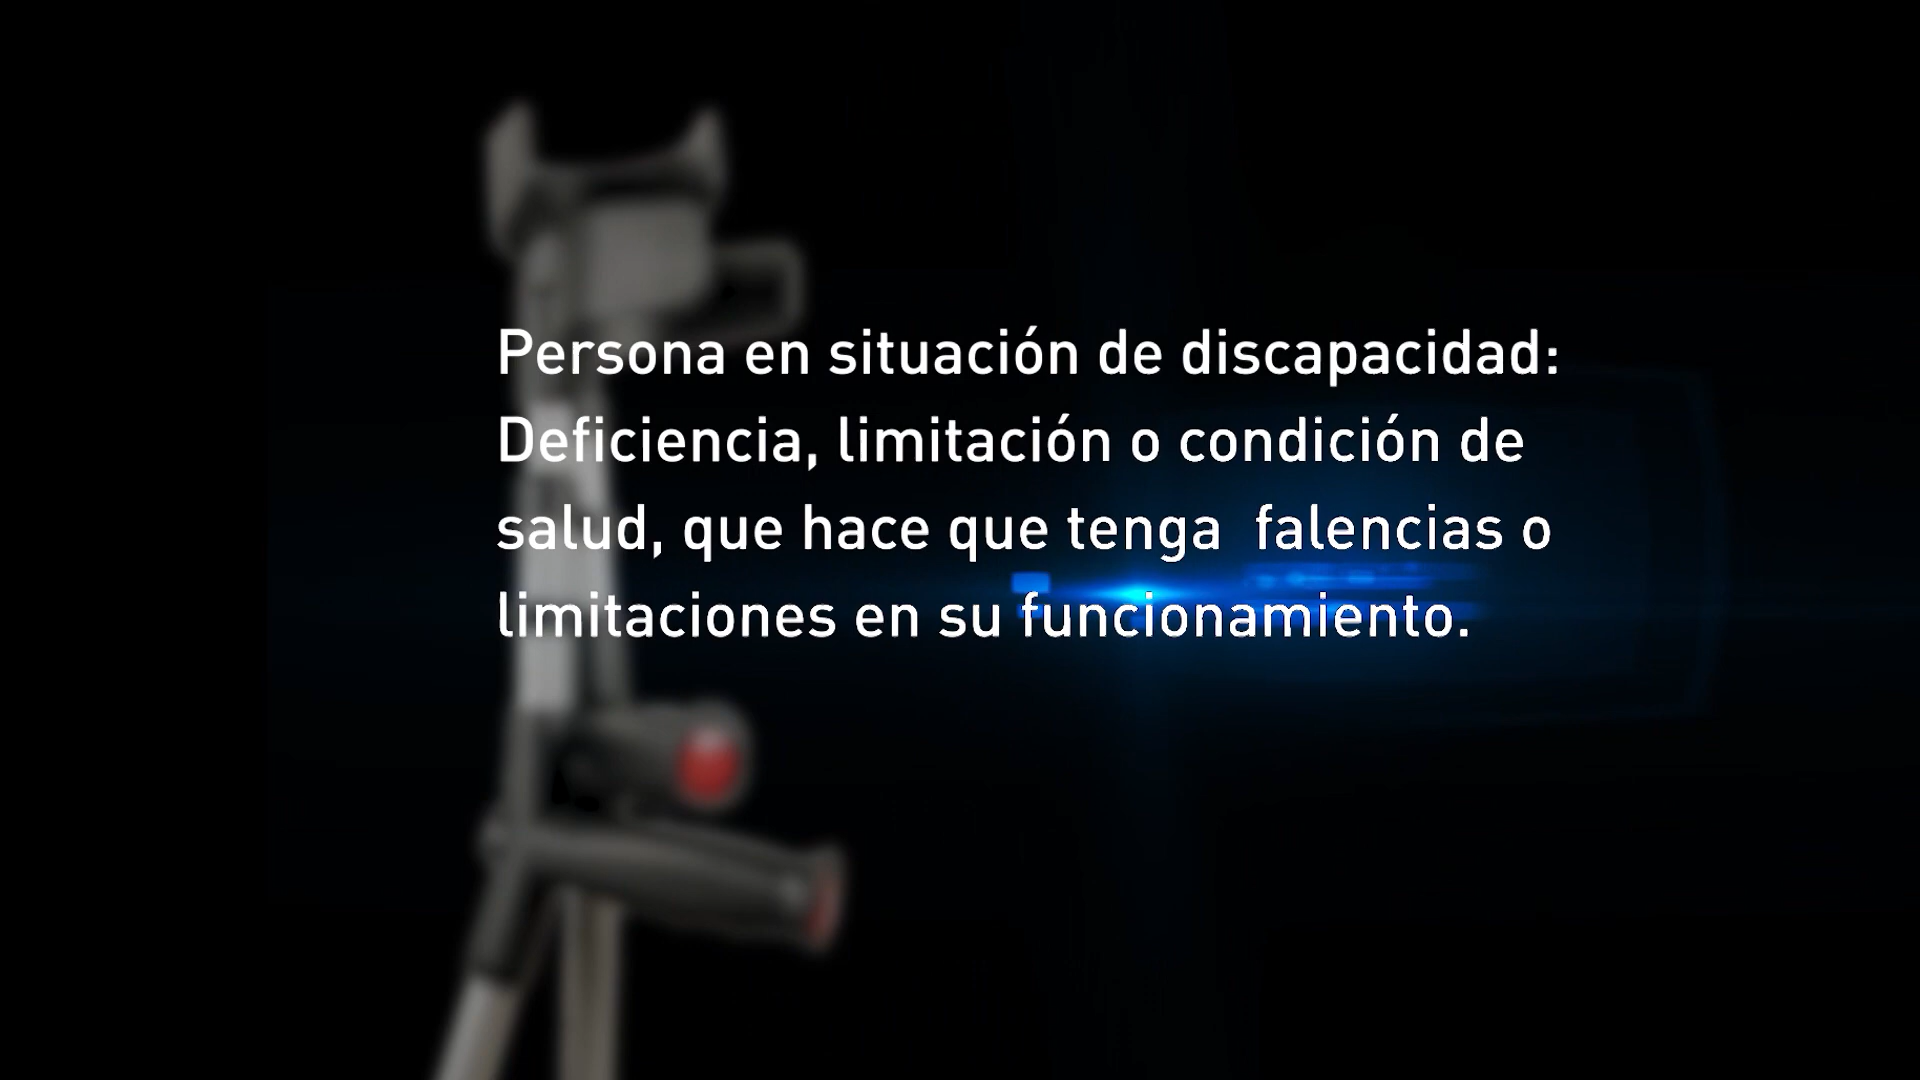 Persona en situación de discapacidad:
Deficiencia, limitación o condición de
salud, que hace que tenga  falencias o
limitaciones en su funcionamiento.